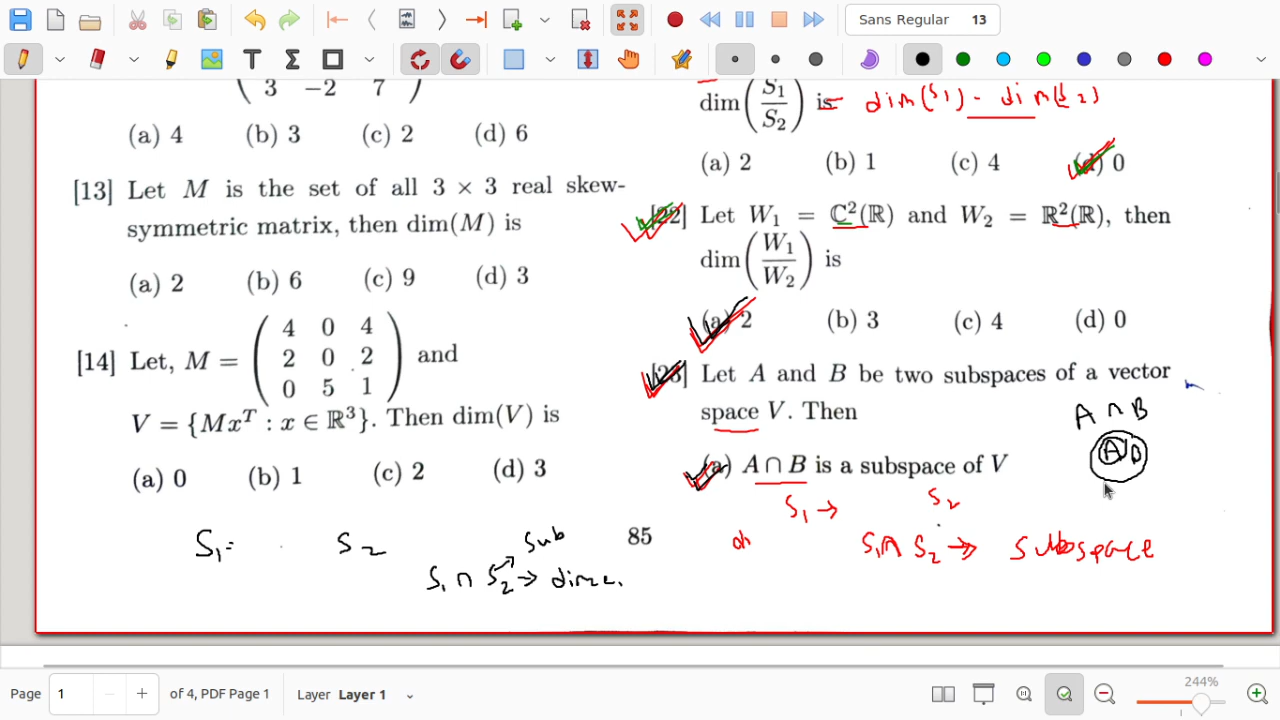 Sans Regular 13
3 −2 7
(a) 4 (b) 3 (c) 2 (d) 6
[13] Let M is the set of all 3 × 3 real skew-
symmetric matrix, then dim(M) is
(a) 2 (b) 6 (c) 9 (d) 3
[14] Let, M = ( 4 0 4
2 0 2
0 5 1 ) and
V = {Mx^T : x ∈ ℝ³}. Then dim(V) is
(a) 0 (b) 1 (c) 2 (d) 3
S₁ = S₂
Sub
S₁ ∩ S₂ →
85
dim(S₁/S₂) is = dim(S₁) - dim(S₂)
(a) 2 (b) 1 (c) 4 (d) 0
[22] Let W₁ = ℂ²(ℝ) and W₂ = ℝ²(ℝ), then
dim(W₁/W₂) is
(a) 2 (b) 3 (c) 4 (d) 0
[23] Let A and B be two subspaces of a vector
space V. Then
A ∩ B
A B
(a) A ∩ B is a subspace of V
S₁ → S₂
S₁∩ S₂ → Subspace
Page 1 of 4, PDF Page 1 Layer Layer 1 244%